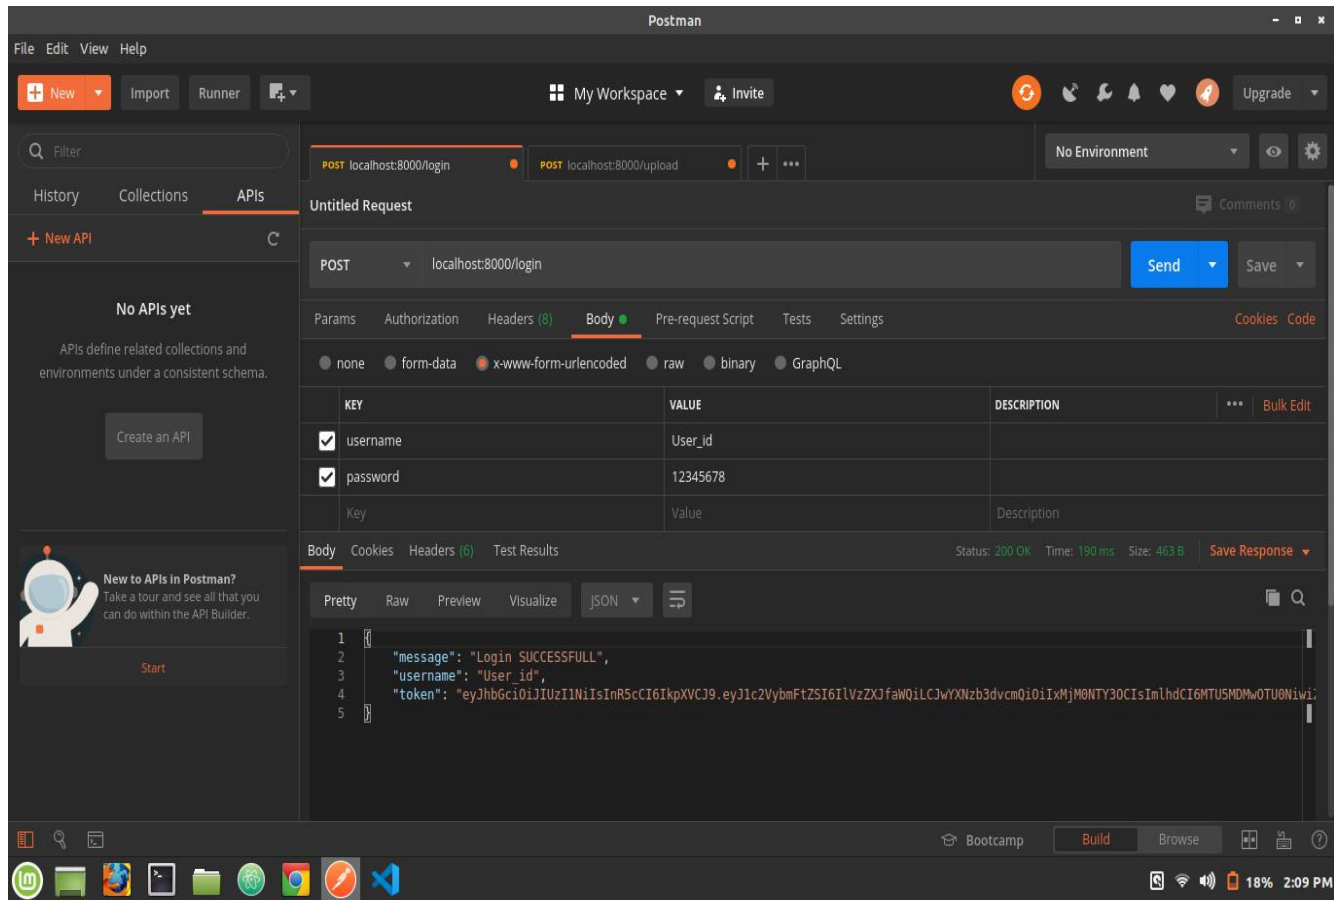 Postman
File Edit View Help
New Import Runner My Workspace Invite Upgrade
Filter
POST localhost:8000/login POST localhost:8000/upload No Environment
History Collections APIs
Untitled Request Comments 0
+ New API
POST localhost:8000/login Send Save
No APIs yet
APIs define related collections and
environments under a consistent schema.
Create an API
Params Authorization Headers (8) Body Pre-request Script Tests Settings Cookies Code
none form-data x-www-form-urlencoded raw binary GraphQL
KEY VALUE DESCRIPTION Bulk Edit
username User_id
password 12345678
Key Value Description
Body Cookies Headers (6) Test Results Status: 200 OK Time: 190 ms Size: 463 B Save Response
New to APIs in Postman?
Take a tour and see all that you
can do within the API Builder.
Start
Pretty Raw Preview Visualize JSON
1 {
2 "message": "Login SUCCESSFULL",
3 "username": "User_id",
4 "token": "eyJhbGciOiJIUzI1NiIsInR5cCI6IkpXVCJ9.eyJ1c2VybmFtZSI6IlVzZXJfaWQiLCJwYXNzb3dvcmQiOiIxMjM0NTY3OCIsImlhdCI6MTU5MDMwOTU0Niwi
5 }
Bootcamp Build Browse
18% 2:09 PM